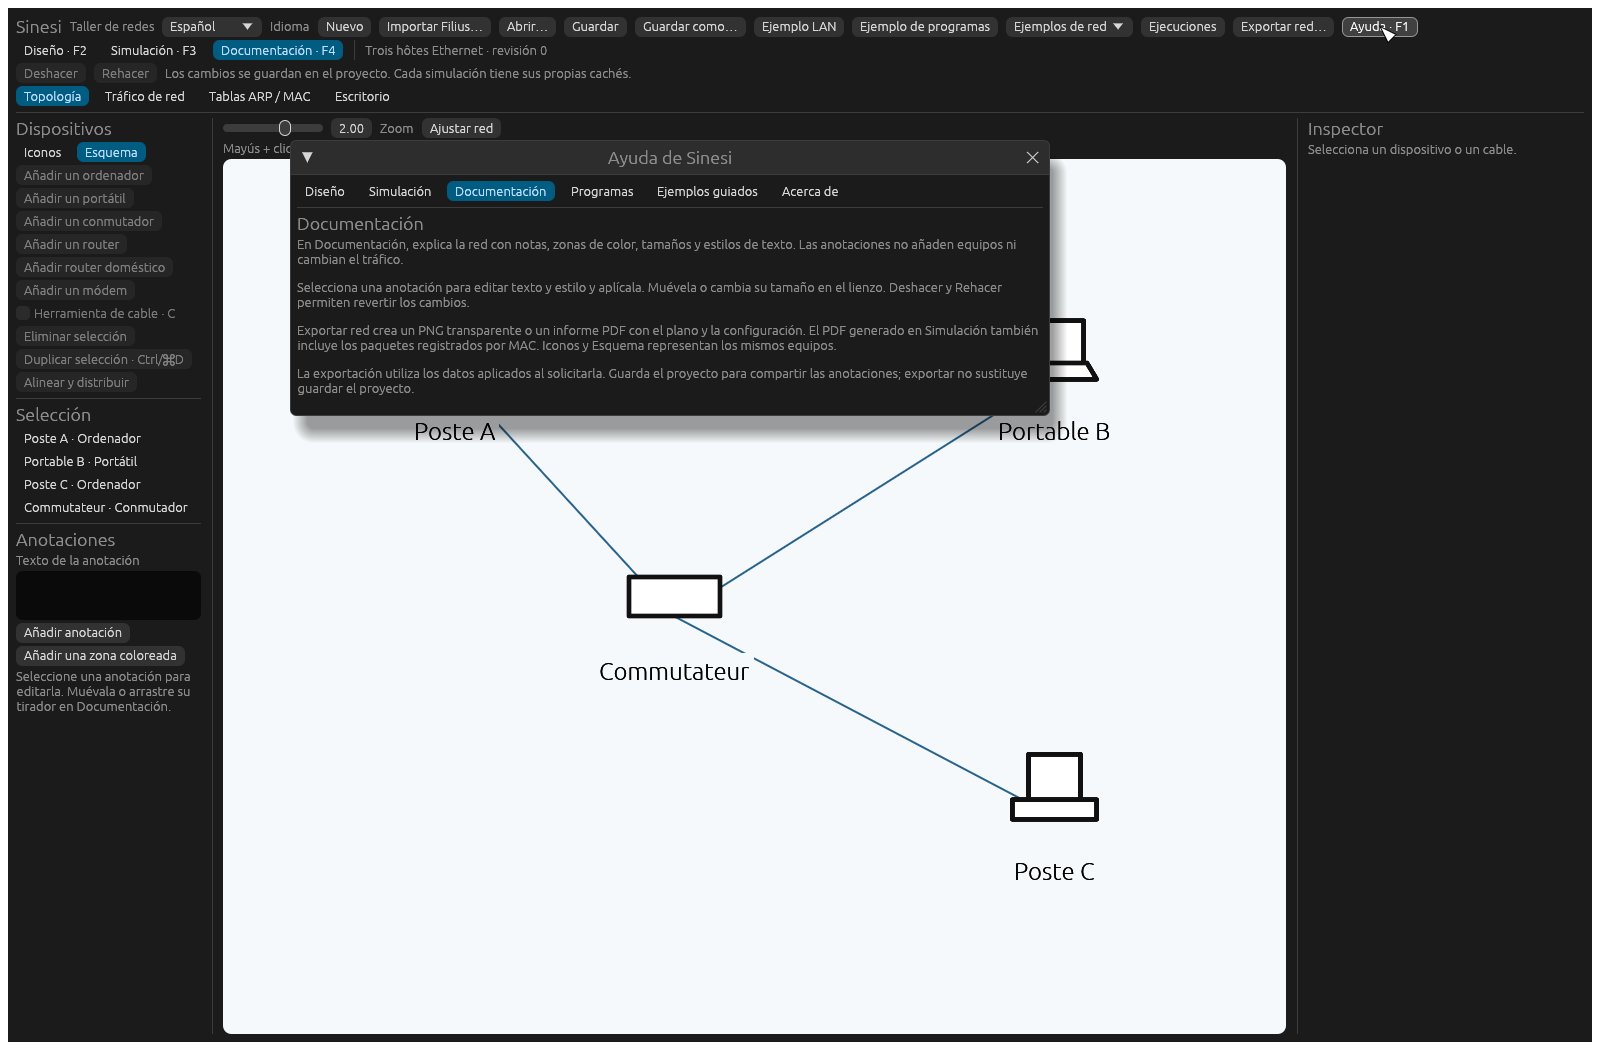 Sinesi Taller de redes Español Idioma Nuevo Importar Filius... Abrir... Guardar Guardar como... Ejemplo LAN Ejemplo de programas Ejemplos de red Ejecuciones Exportar red... Ayuda · F1
Diseño · F2 Simulación · F3 Documentación · F4 Trois hôtes Ethernet · revisión 0
Deshacer Rehacer Los cambios se guardan en el proyecto. Cada simulación tiene sus propias cachés.
Topología Tráfico de red Tablas ARP / MAC Escritorio
Dispositivos
Iconos Esquema
Añadir un ordenador
Añadir un portátil
Añadir un conmutador
Añadir un router
Añadir router doméstico
Añadir un módem
Herramienta de cable · C
Eliminar selección
Duplicar selección · Ctrl/⌘D
Alinear y distribuir
Selección
Poste A · Ordenador
Portable B · Portátil
Poste C · Ordenador
Commutateur · Conmutador
Anotaciones
Texto de la anotación
Añadir anotación
Añadir una zona coloreada
Seleccione una anotación para
editarla. Muévala o arrastre su
tirador en Documentación.
2.00 Zoom Ajustar red
Mayús + clic
Ayuda de Sinesi
Diseño Simulación Documentación Programas Ejemplos guiados Acerca de
Documentación
En Documentación, explica la red con notas, zonas de color, tamaños y estilos de texto. Las anotaciones no añaden equipos ni
cambian el tráfico.
Selecciona una anotación para editar texto y estilo y aplícala. Muévela o cambia su tamaño en el lienzo. Deshacer y Rehacer
permiten revertir los cambios.
Exportar red crea un PNG transparente o un informe PDF con el plano y la configuración. El PDF generado en Simulación también
incluye los paquetes registrados por MAC. Iconos y Esquema representan los mismos equipos.
La exportación utiliza los datos aplicados al solicitarla. Guarda el proyecto para compartir las anotaciones; exportar no sustituye
guardar el proyecto.
Poste A
Portable B
Commutateur
Poste C
Inspector
Selecciona un dispositivo o un cable.